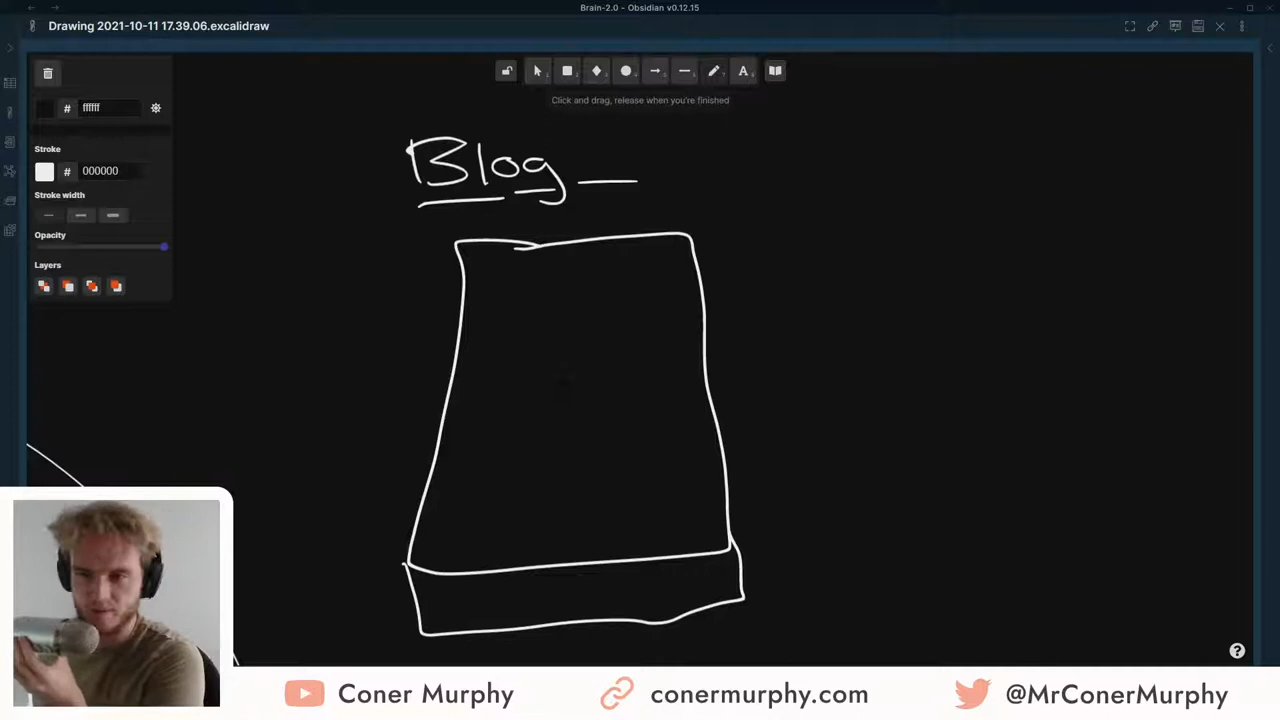 Brain-2.0 - Obsidian v0.12.15
Drawing 2021-10-11 17.39.06.excalidraw
Click and drag, release when you're finished
# ffffff
Stroke
# 000000
Stroke width
Opacity
Layers
Blog
Coner Murphy
conermurphy.com
@MrConerMurphy